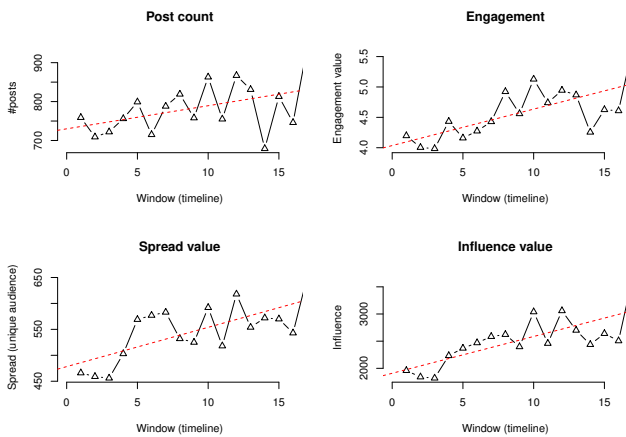 Post count
#posts
700 800 900
0 5 10 15
Window (timeline)
Engagement
Engagement value
4.0 4.5 5.0 5.5
0 5 10 15
Window (timeline)
Spread value
Spread (unique audience)
450 550 650
0 5 10 15
Window (timeline)
Influence value
Influence
2000 3000
0 5 10 15
Window (timeline)